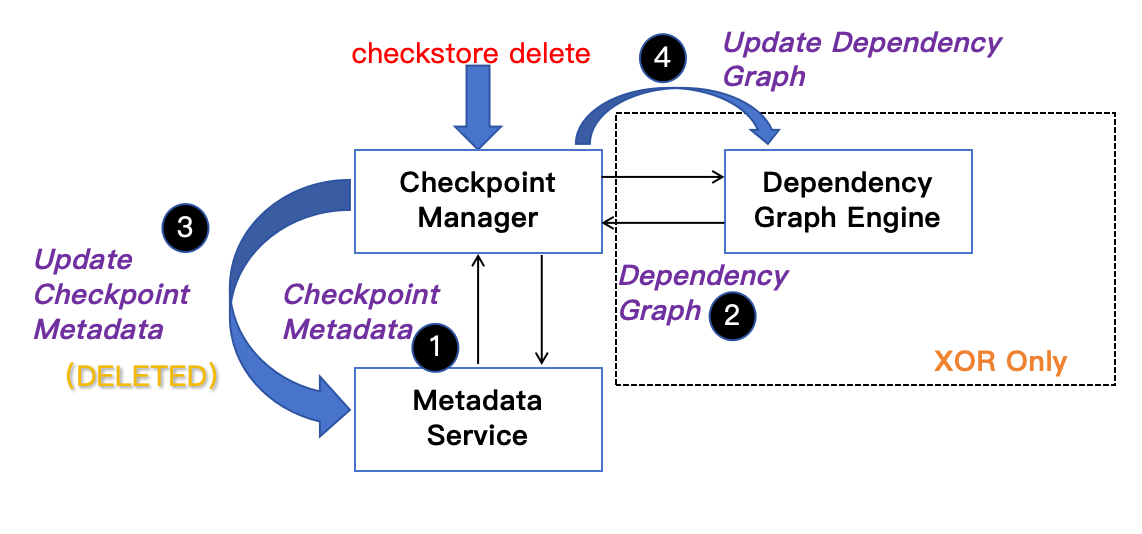 checkstore delete
4
Update Dependency
Graph
Checkpoint
Manager
Dependency
Graph Engine
3
Update
Checkpoint
Metadata
(DELETED)
Checkpoint
Metadata
1
Dependency
Graph
2
XOR Only
Metadata
Service